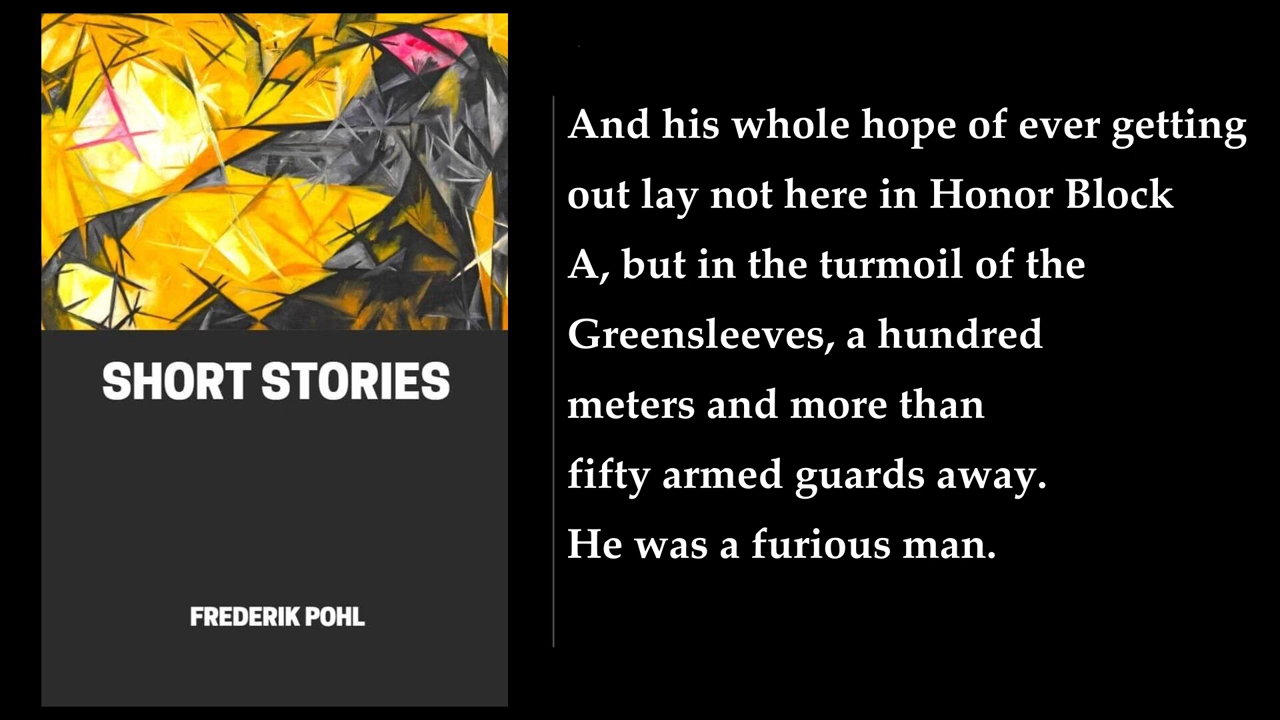 SHORT STORIES
FREDERIK POHL
And his whole hope of ever getting
out lay not here in Honor Block
A, but in the turmoil of the
Greensleeves, a hundred
meters and more than
fifty armed guards away.
He was a furious man.